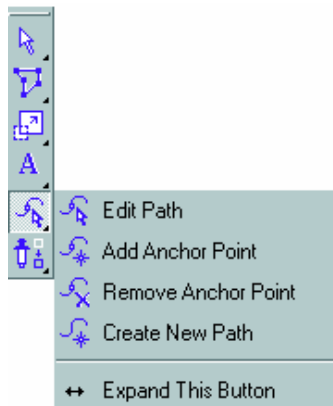 A
Edit Path
Add Anchor Point
Remove Anchor Point
Create New Path
Expand This Button